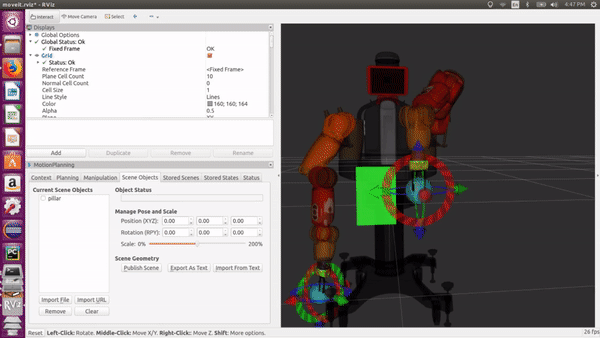 moveit.rviz* - RViz
4:47 PM
Interact Move Camera Select
Displays
Global Options
Global Status: Ok
Fixed Frame OK
Grid
Status: Ok
Reference Frame <Fixed Frame>
Plane Cell Count 10
Normal Cell Count 0
Cell Size 1
Line Style Lines
Color 160; 160; 164
Alpha 0.5
Plane XY
Add Duplicate Remove Rename
MotionPlanning
Context Planning Manipulation Scene Objects Stored Scenes Stored States Status
Current Scene Objects Object Status
pillar
Manage Pose and Scale
Position (XYZ): 0.00 0.00 0.00
Rotation (RPY): 0.00 0.00 0.00
Scale: 0% 200%
Scene Geometry
Publish Scene Export As Text Import From Text
Import File Import URL
Remove Clear
Reset Left-Click: Rotate. Middle-Click: Move X/Y. Right-Click:: Move Z. Shift: More options. 26 fps